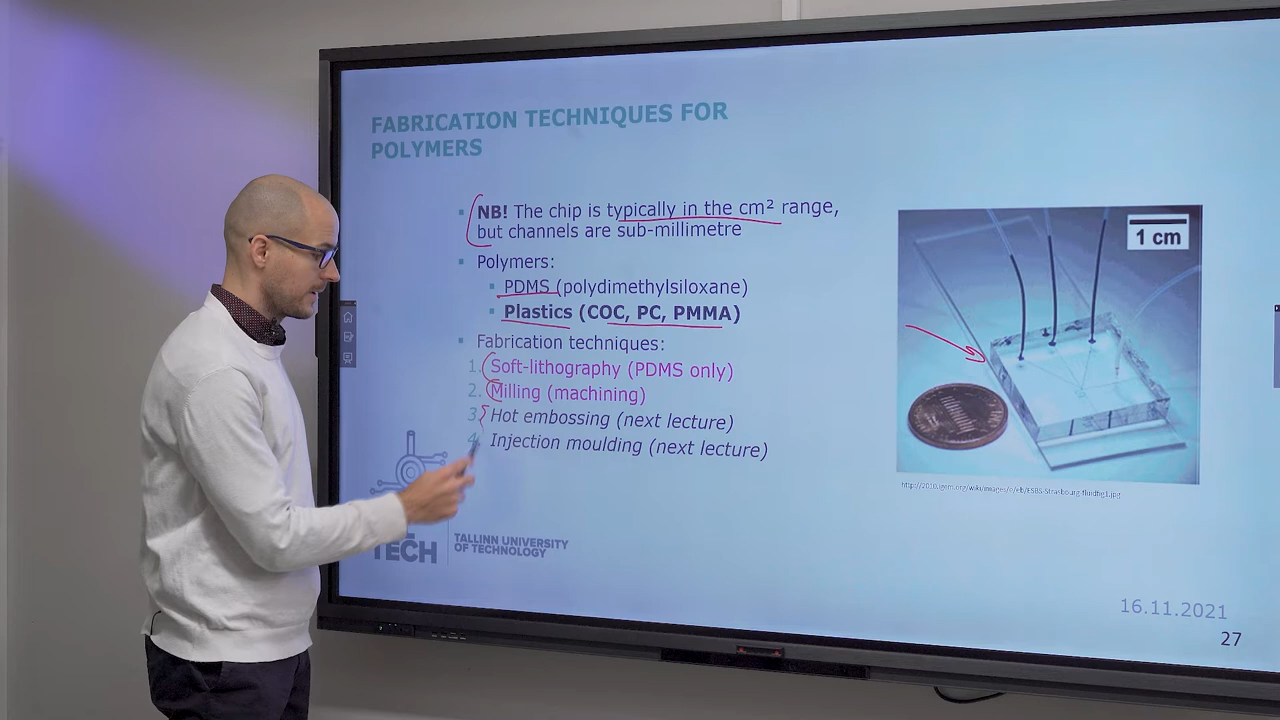 FABRICATION TECHNIQUES FOR
POLYMERS
NB! The chip is typically in the cm² range,
but channels are sub-millimetre
Polymers:
PDMS (polydimethylsiloxane)
Plastics (COC, PC, PMMA)
Fabrication techniques:
1. Soft-lithography (PDMS only)
2. Milling (machining)
3. Hot embossing (next lecture)
4. Injection moulding (next lecture)
1 cm
TECH
TALLINN UNIVERSITY
OF TECHNOLOGY
16.11.2021
27